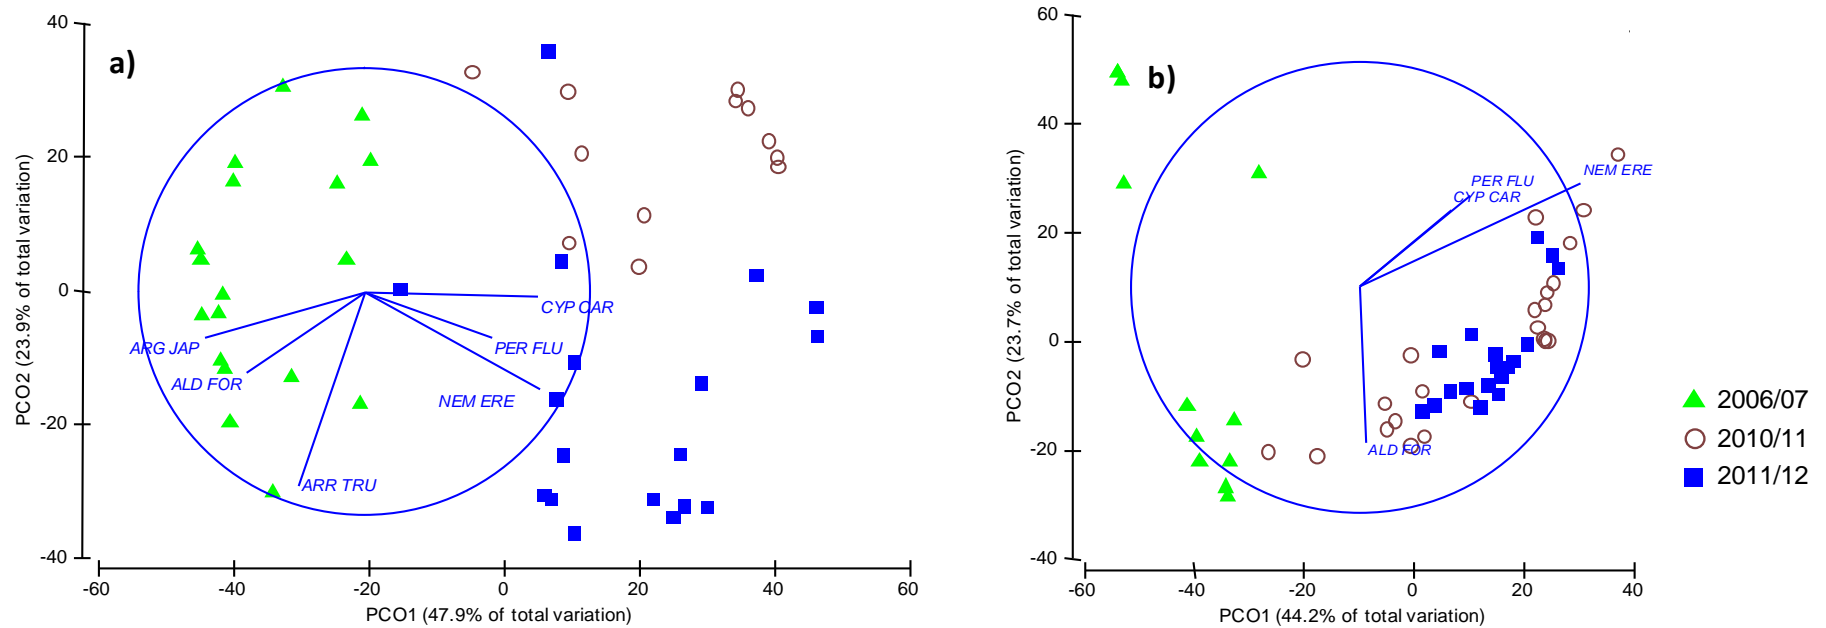 a)
40
20
0
-20
-40
PCO2 (23.9% of total variation)
ARG JAP
ALD FOR
ARR TRU
CYP CAR
PER FLU
NEM ERE
-60
-40
-20
0
20
40
60
PCO1 (47.9% of total variation)
b)
60
40
20
0
-20
-40
PCO2 (23.7% of total variation)
PER FLU
CYP CAR
NEM ERE
ALD FOR
-60
-40
-20
0
20
40
PCO1 (44.2% of total variation)
2006/07
2010/11
2011/12